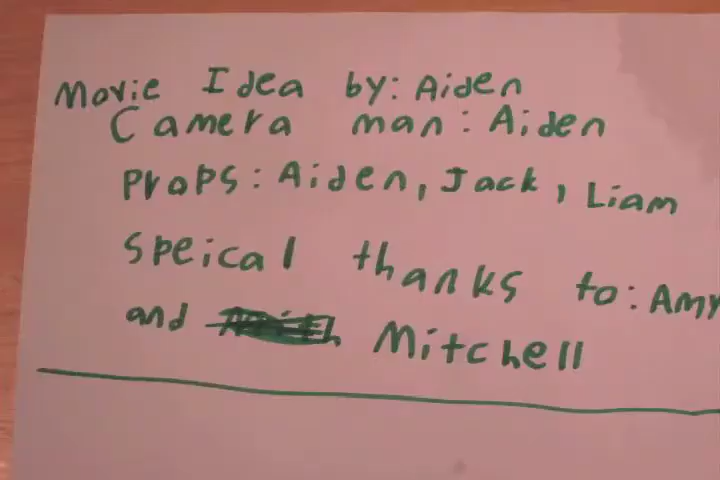 Movie Idea by: Aiden
Camera man: Aiden
Props: Aiden, Jack, Liam
Speical thanks to: Amy
and Mitchell